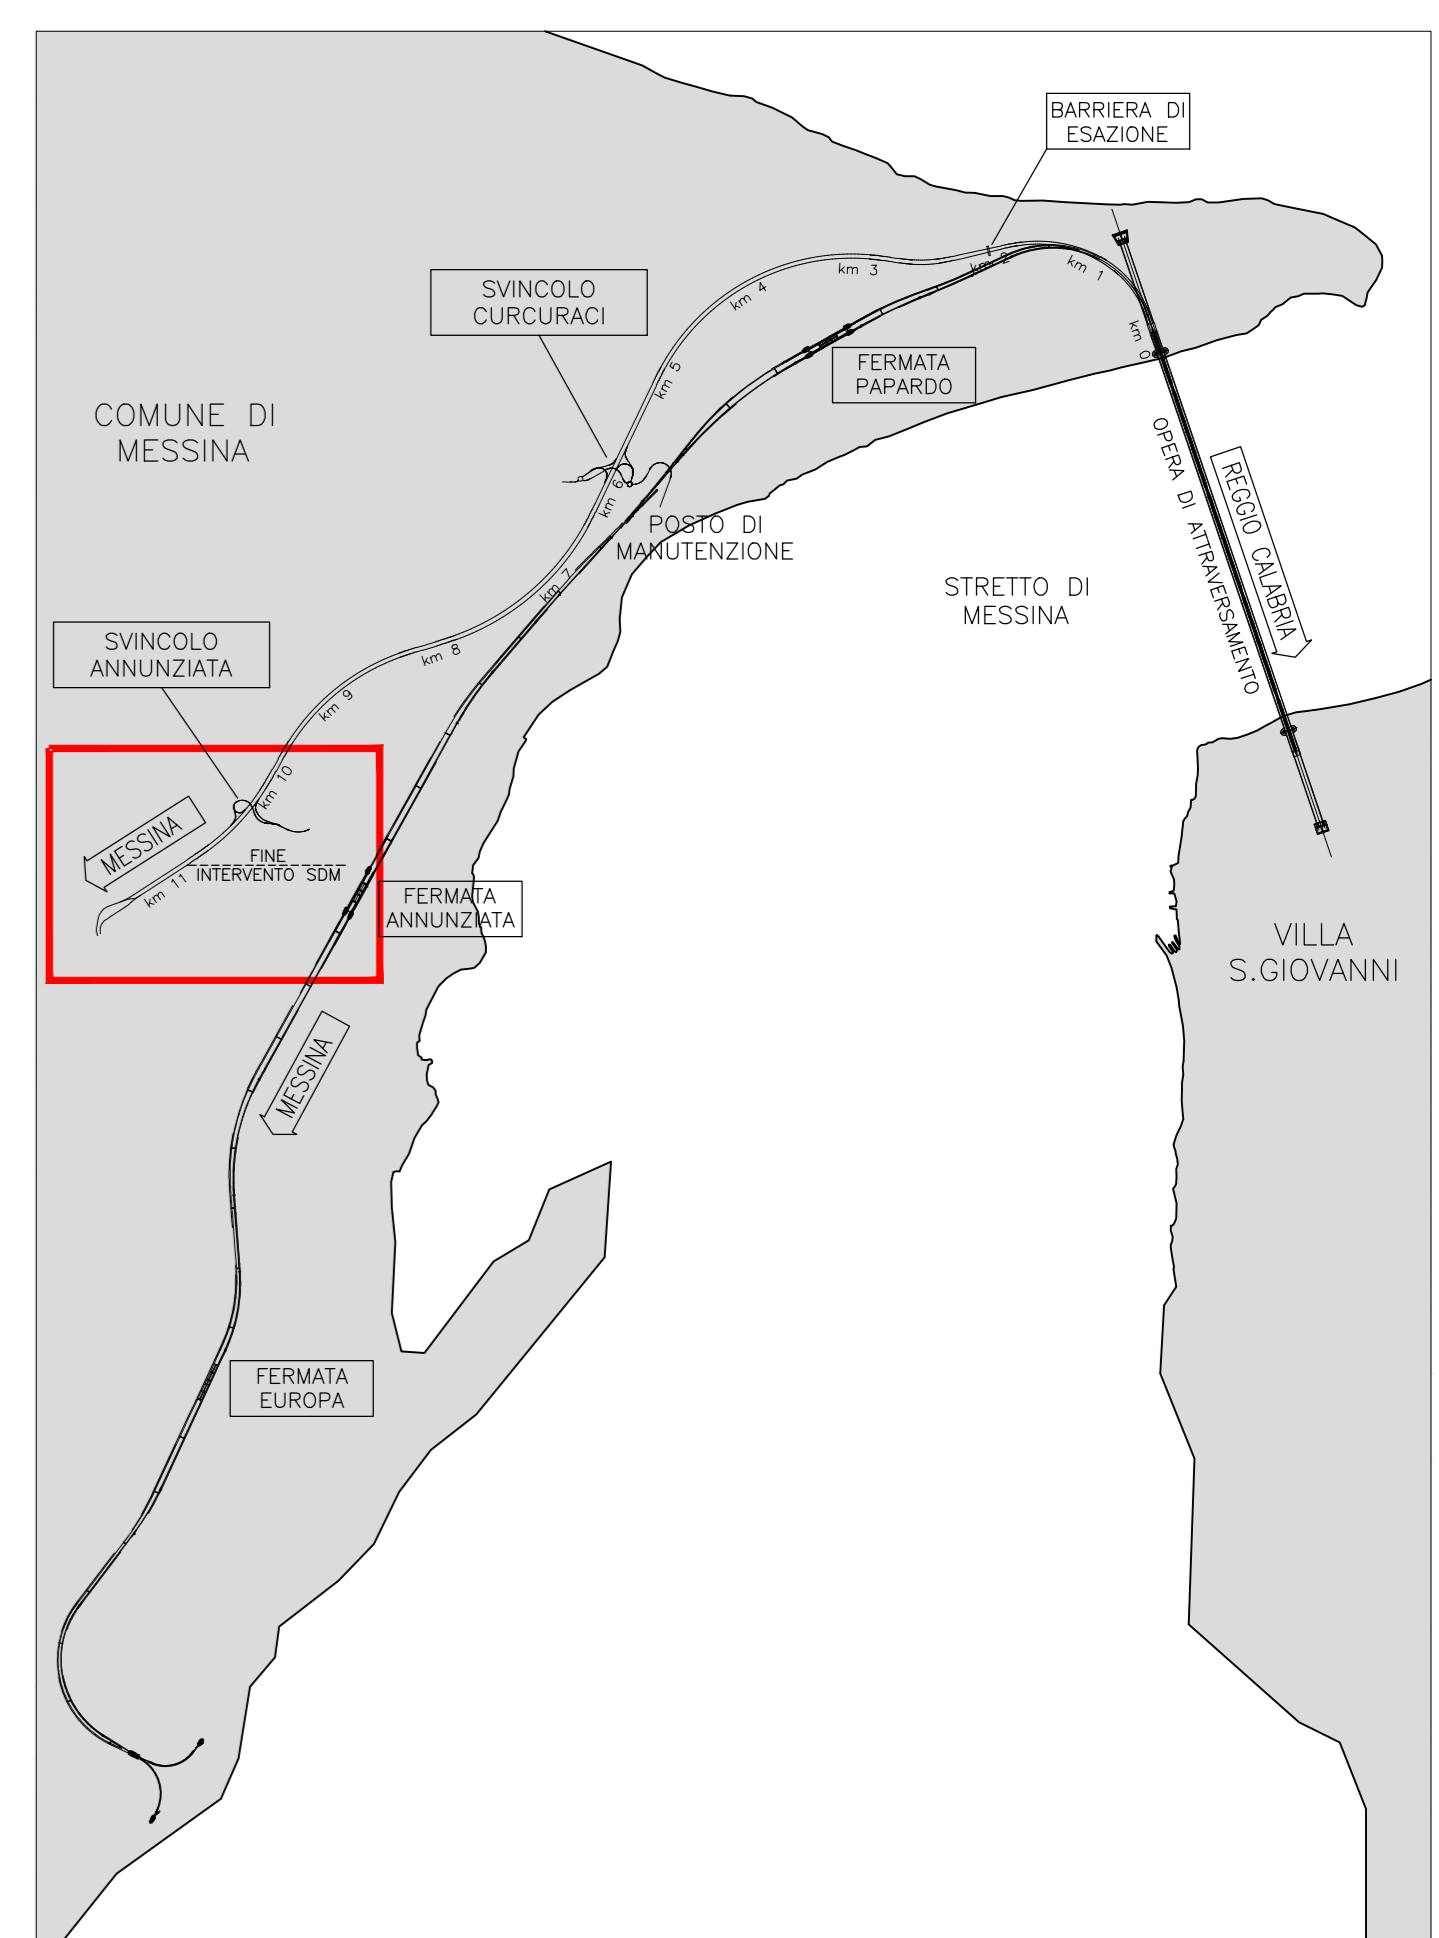 BARRIERA DI
ESAZIONE
km 2
km 1
km 3
km 4
km 0
SVINCOLO
CURCURACI
FERMATA
PAPARDO
km 5
COMUNE DI
MESSINA
km 6
POSTO DI
MANUTENZIONE
OPERA DI ATTRAVERSAMENTO
REGGIO CALABRIA
STRETTO DI
MESSINA
km 7
SVINCOLO
ANNUNZIATA
km 8
km 9
km 10
MESSINA
FINE
INTERVENTO SDM
km 11
FERMATA
ANNUNZIATA
VILLA
S.GIOVANNI
MESSINA
FERMATA
EUROPA